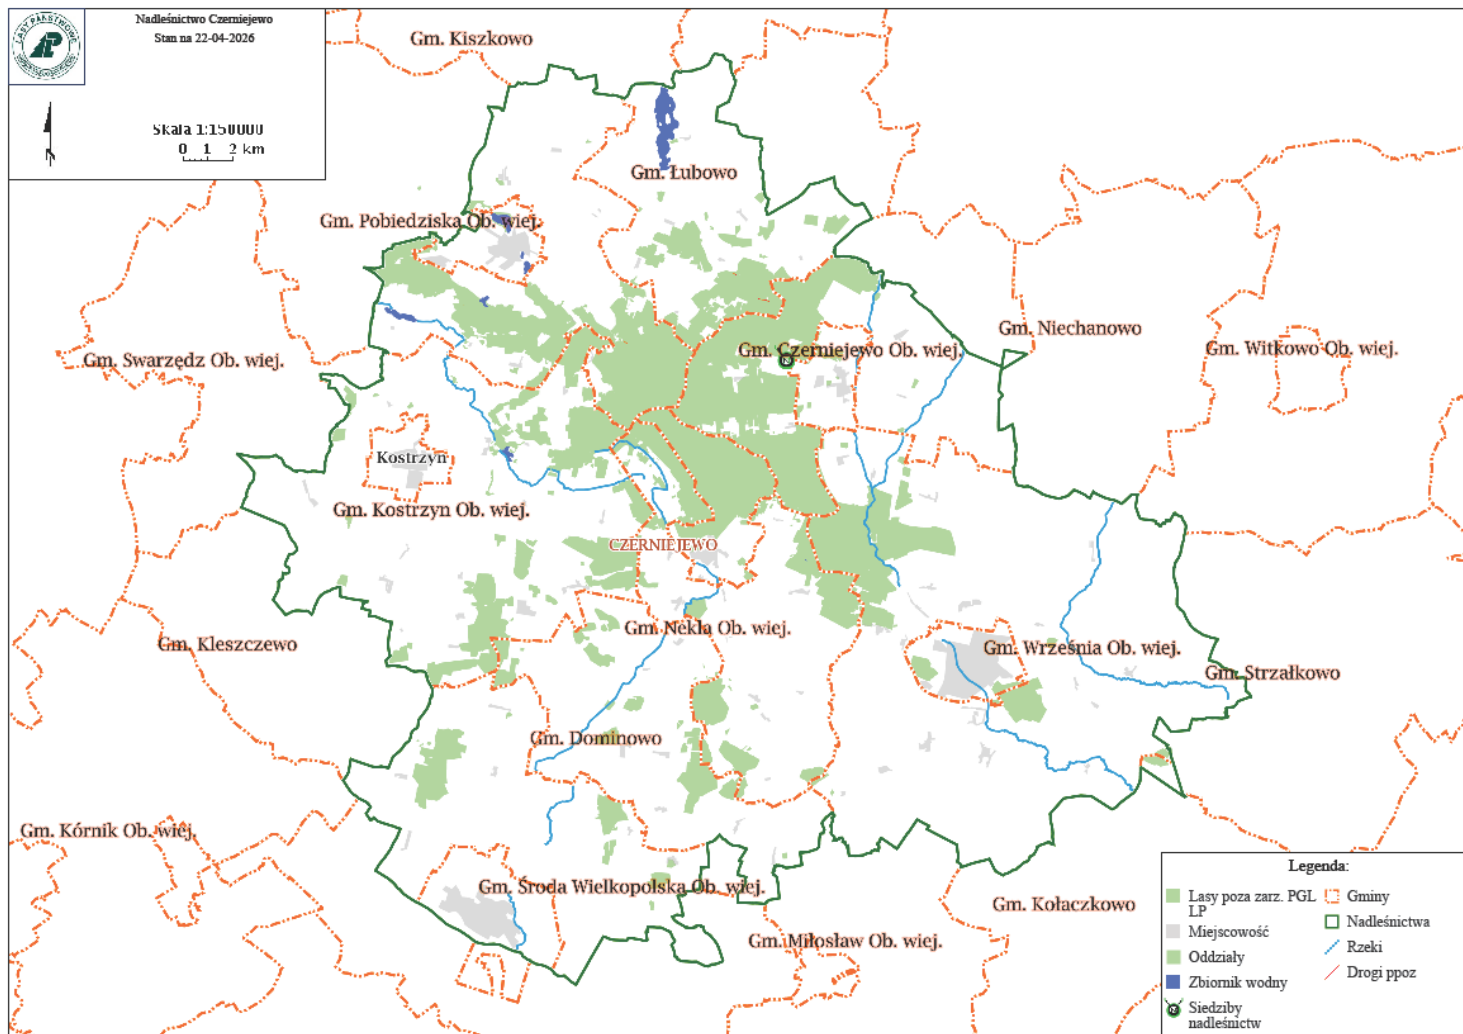 LASY PAŃSTWOWE
Nadleśnictwo Czerniejewo
Stan na 22-04-2026
Skala 1:150000
0 1 2 km
N
Gm. Kiszkowo
Gm. Łubowo
Gm. Pobiedziska Ob. wiej.
Gm. Niechanowo
Gm. Czerniejewo Ob. wiej.
Gm. Witkowo Ob. wiej.
Gm. Swarzędz Ob. wiej.
Kostrzyn
Gm. Kostrzyn Ob. wiej.
CZERNIEJEWO
Gm. Nekla Ob. wiej.
Gm. Kleszczewo
Gm. Września Ob. wiej.
Gm. Strzałkowo
Gm. Dominowo
Gm. Kórnik Ob. wiej.
Gm. Środa Wielkopolska Ob. wiej.
Gm. Kołaczkowo
Gm. Miłosław Ob. wiej.
Legenda:
Lasy poza zarz. PGL
LP
Miejscowość
Oddziały
Zbiornik wodny
Siedziby
nadleśnictw
Gminy
Nadleśnictwa
Rzeki
Drogi ppoz